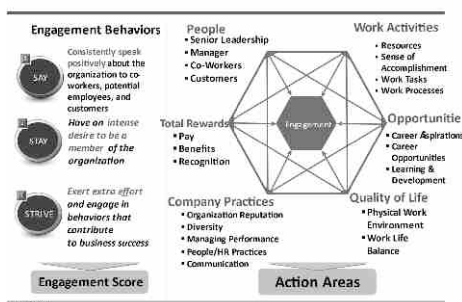 Engagement Behaviors
SAY
Consistently speak
positively about the
organization to co-
workers, potential
employees, and
customers
STAY
Have an intense
desire to be a
member of the
organization
STRIVE
Exert extra effort
and engage in
behaviors that
contribute
to business success
Engagement Score
People
• Senior Leadership
• Manager
• Co-Workers
• Customers
Work Activities
• Resources
• Sense of
Accomplishment
• Work Tasks
• Work Processes
Total Rewards
• Pay
• Benefits
• Recognition
Engagement
Opportunitie
• Career Aspirations
• Career
Opportunities
• Learning &
Development
Company Practices
• Organization Reputation
• Diversity
• Managing Performance
• People/HR Practices
• Communication
Quality of Life
• Physical Work
Environment
• Work Life
Balance
Action Areas